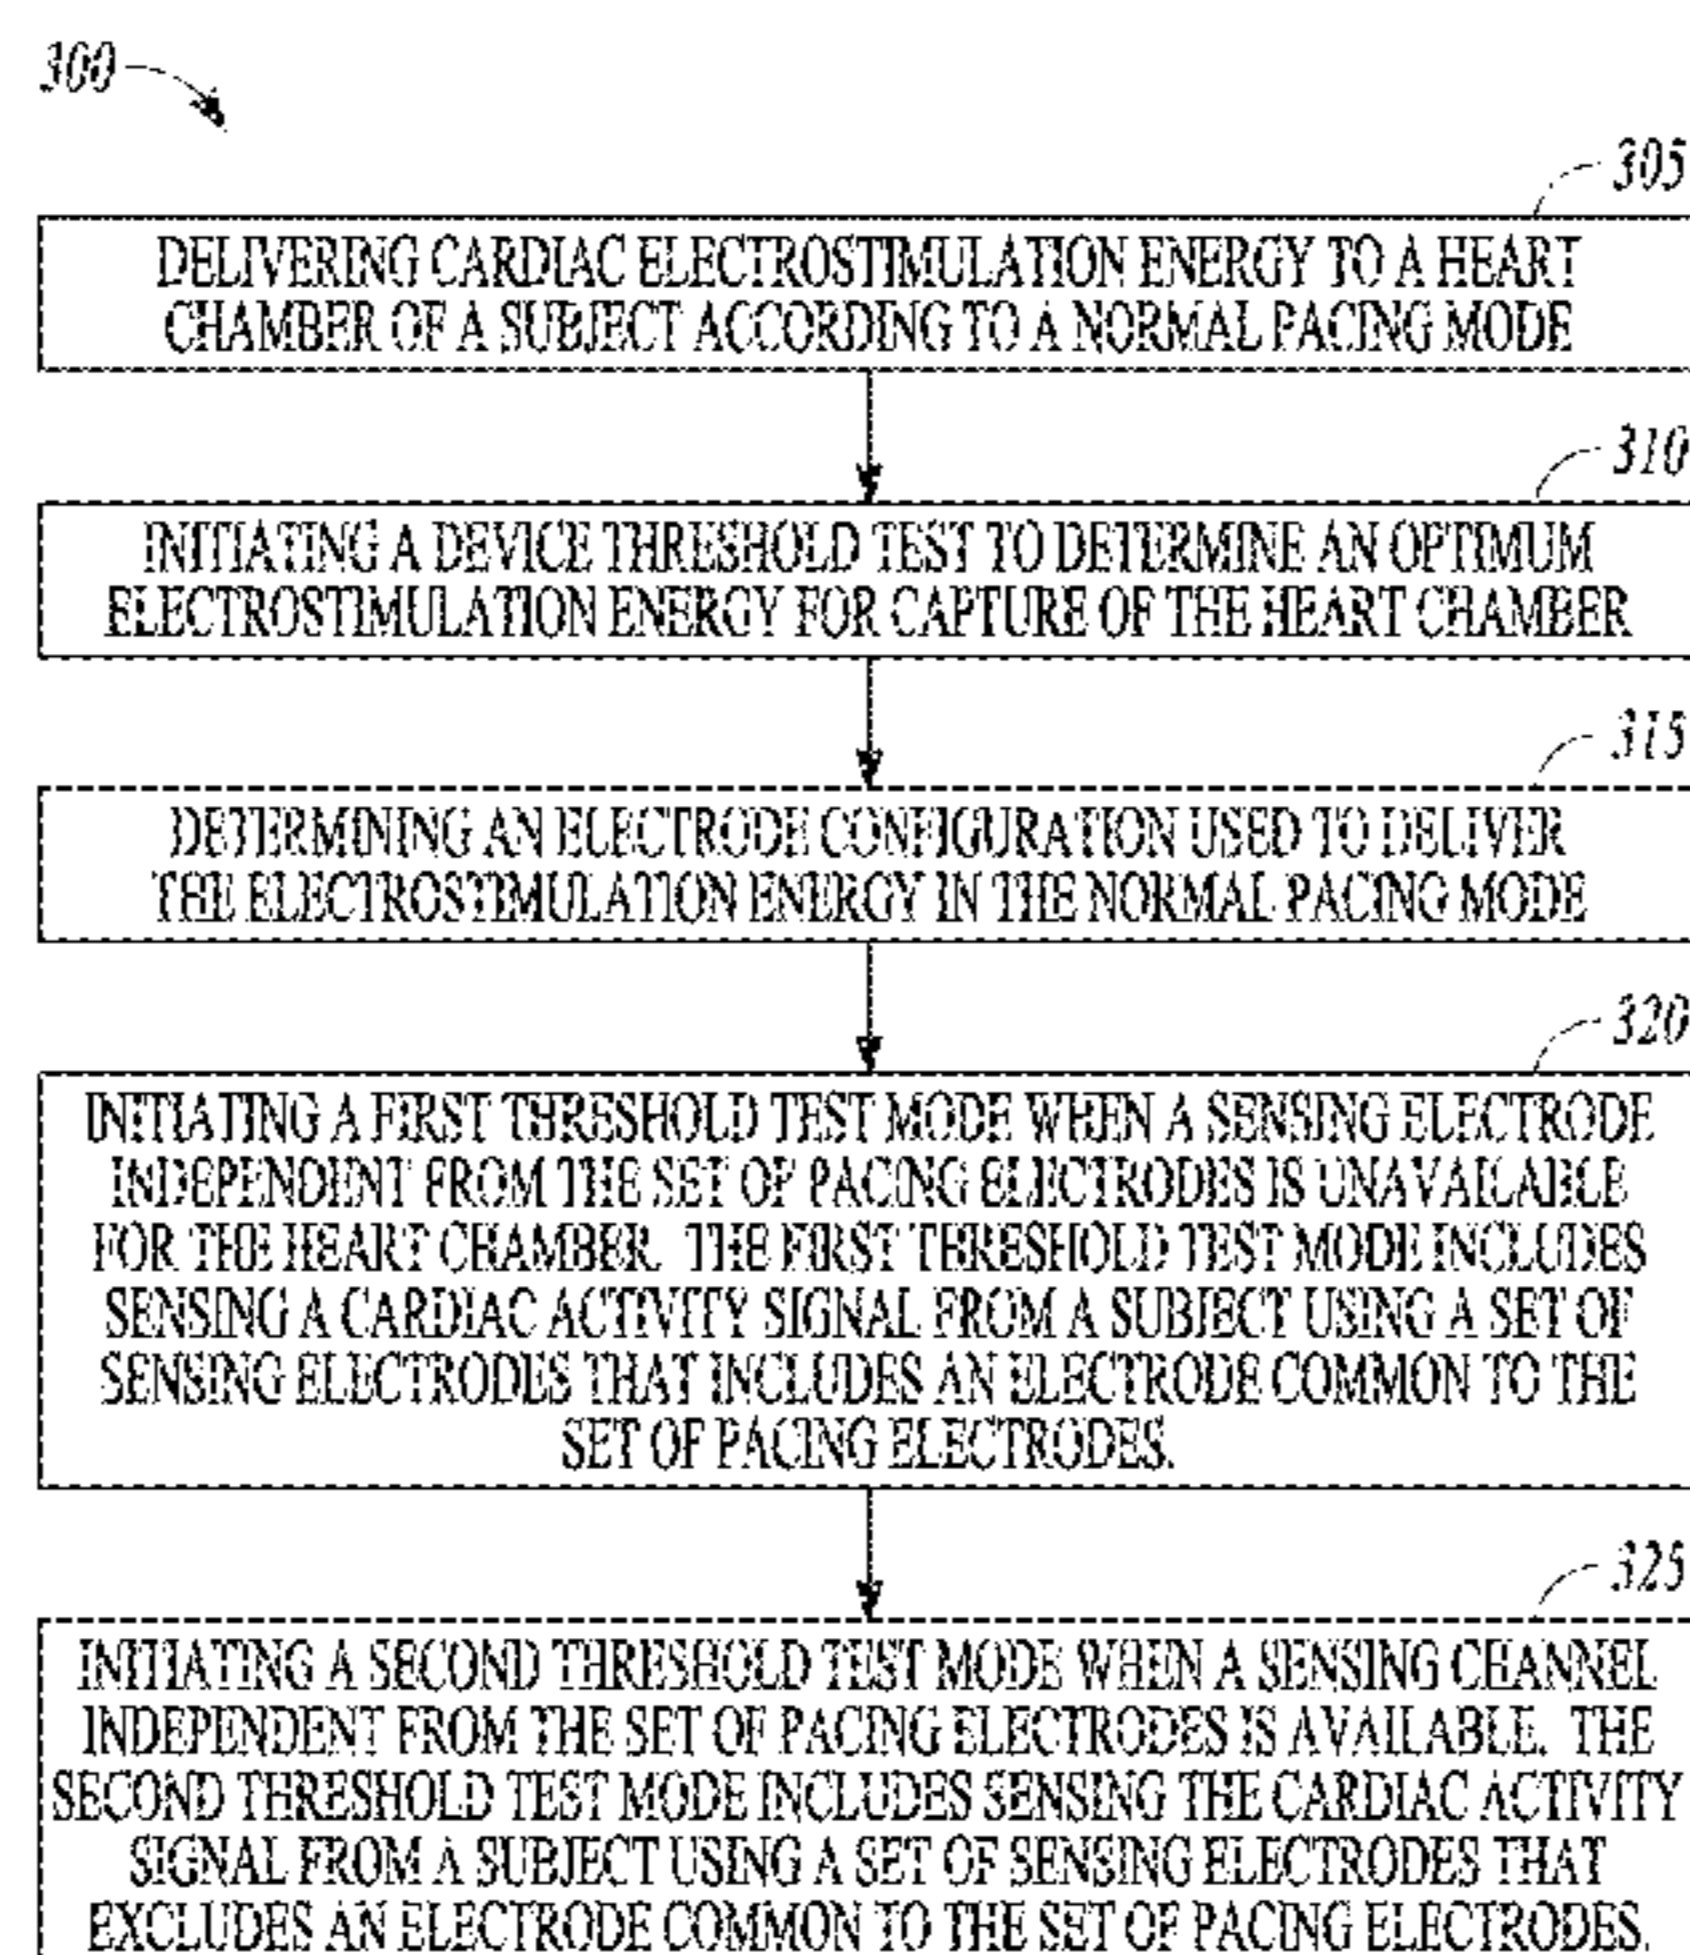 300
305
DELIVERING CARDIAC ELECTROSTIMULATION ENERGY TO A HEART
CHAMBER OF A SUBJECT ACCORDING TO A NORMAL PACING MODE
310
INITIATING A DEVICE THRESHOLD TEST TO DETERMINE AN OPTIMUM
ELECTROSTIMULATION ENERGY FOR CAPTURE OF THE HEART CHAMBER
315
DETERMINING AN ELECTRODE CONFIGURATION USED TO DELIVER
THE ELECTROSTIMULATION ENERGY IN THE NORMAL PACING MODE
320
INITIATING A FIRST THRESHOLD TEST MODE WHEN A SENSING ELECTRODE
INDEPENDENT FROM THE SET OF PACING ELECTRODES IS UNAVAILABLE
FOR THE HEART CHAMBER. THE FIRST THRESHOLD TEST MODE INCLUDES
SENSING A CARDIAC ACTIVITY SIGNAL FROM A SUBJECT USING A SET OF
SENSING ELECTRODES THAT INCLUDES AN ELECTRODE COMMON TO THE
SET OF PACING ELECTRODES.
325
INITIATING A SECOND THRESHOLD TEST MODE WHEN A SENSING CHANNEL
INDEPENDENT FROM THE SET OF PACING ELECTRODES IS AVAILABLE. THE
SECOND THRESHOLD TEST MODE INCLUDES SENSING THE CARDIAC ACTIVITY
SIGNAL FROM A SUBJECT USING A SET OF SENSING ELECTRODES THAT
EXCLUDES AN ELECTRODE COMMON TO THE SET OF PACING ELECTRODES.